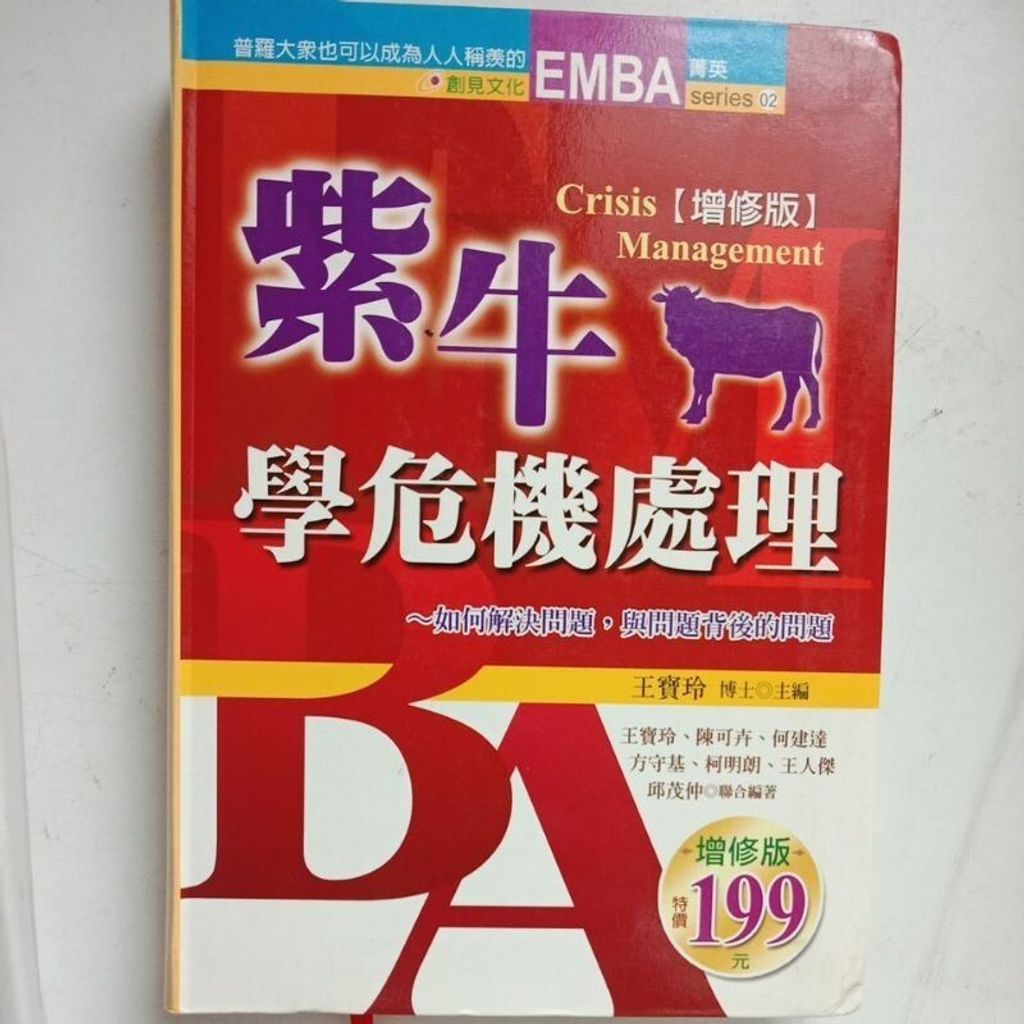 普羅大眾也可以成為人人稱羨的
創見文化
EMBA
菁英
series 02
Crisis【增修版】
Management
紫牛
學危機處理
~如何解決問題,與問題背後的問題
王寶玲 博士◎主編
王寶玲、陳可卉、何建達
方守基、柯明朗、王人傑
邱茂仲◎聯合編著
增修版
特價
199
元
EMBA